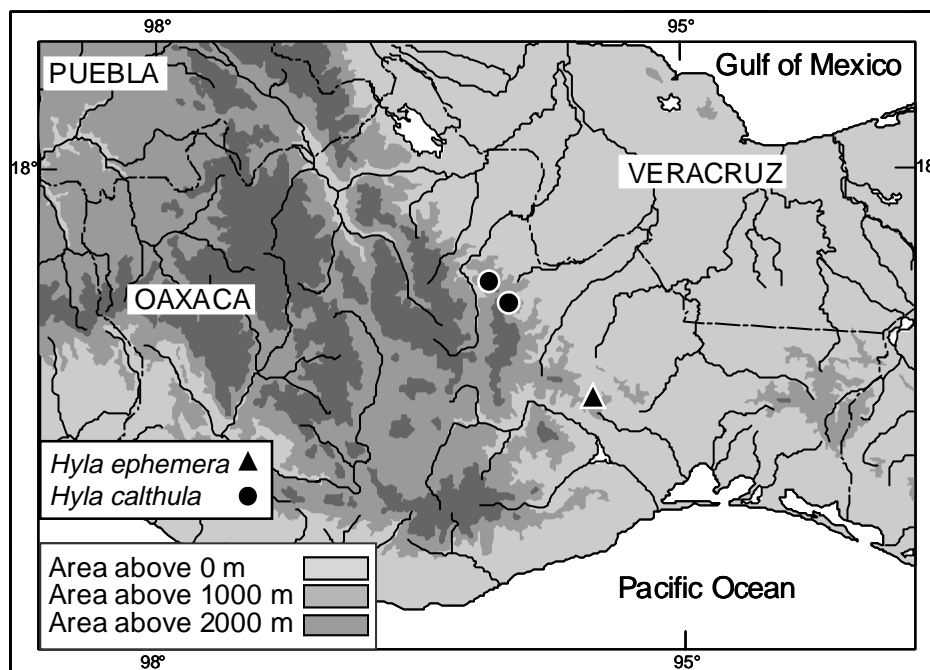 98°
95°
PUEBLA
Gulf of Mexico
18°
VERACRUZ
18
OAXACA
Hyla ephemera
Hyla calthula
Area above 0 m
Area above 1000 m
Area above 2000 m
Pacific Ocean
98°
95°